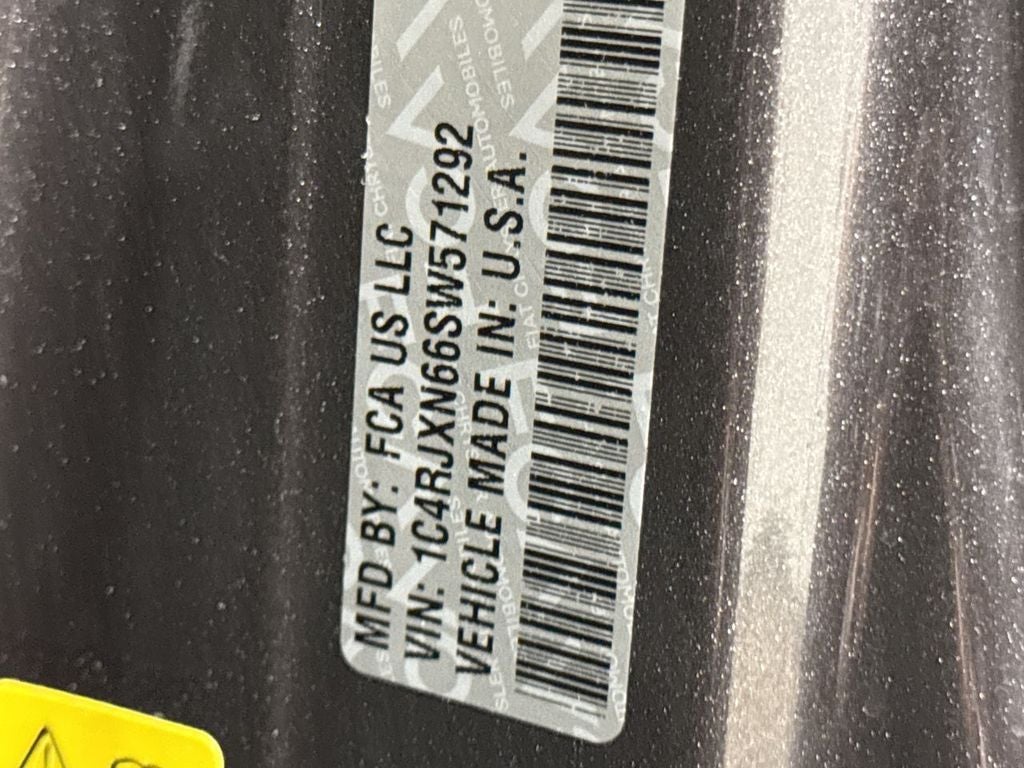 MFD BY: FCA US LLC
VIN: 1C4RJXN66SW571292
VEHICLE MADE IN: U.S.A.